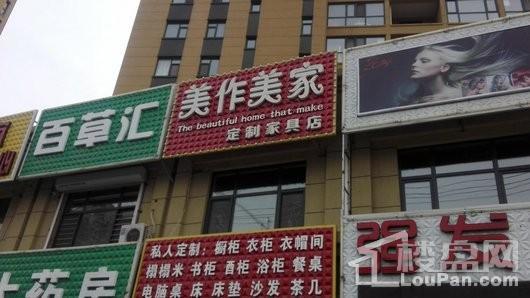 百草汇
美作美家
The beautiful home that make
定制家具店
私人定制：橱柜 衣柜 衣帽间
榻榻米 书柜 酒柜 浴柜 餐桌
电脑桌 床 床垫 沙发 茶几
大药房
强发
楼盘网
LouPan.com